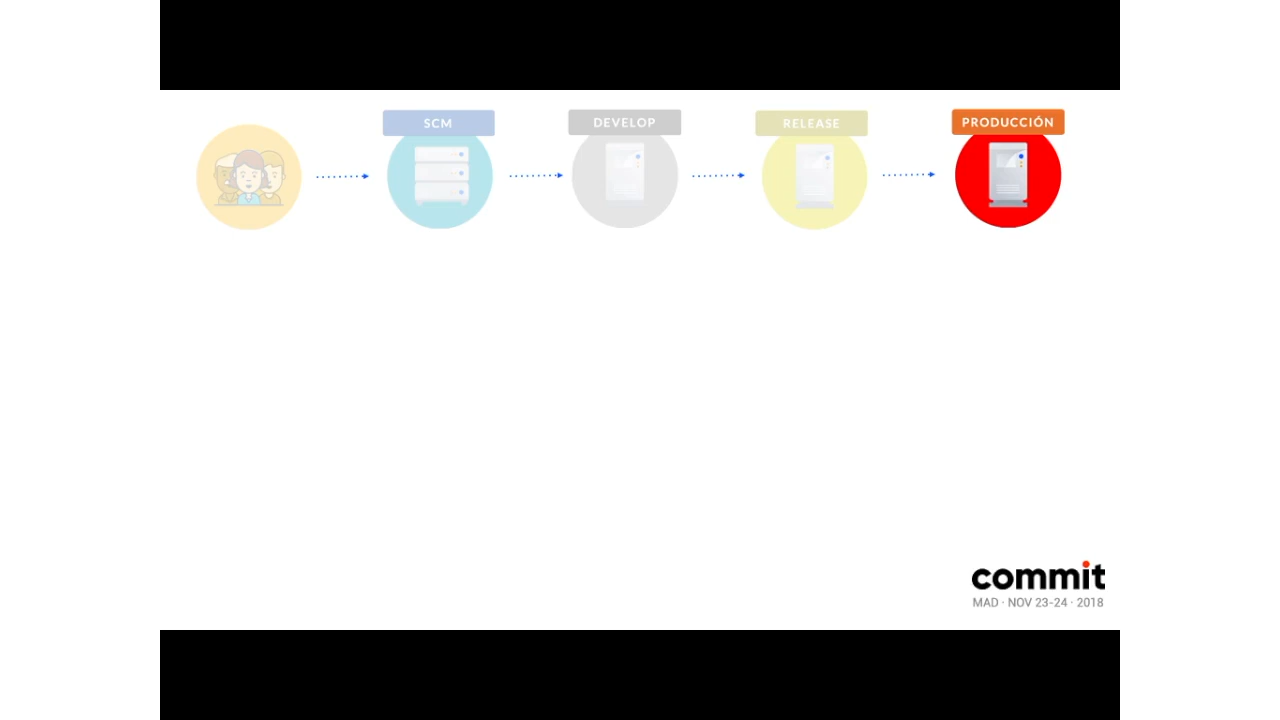 SCM
DEVELOP
RELEASE
PRODUCCIÓN
commit
MAD · NOV 23-24 · 2018